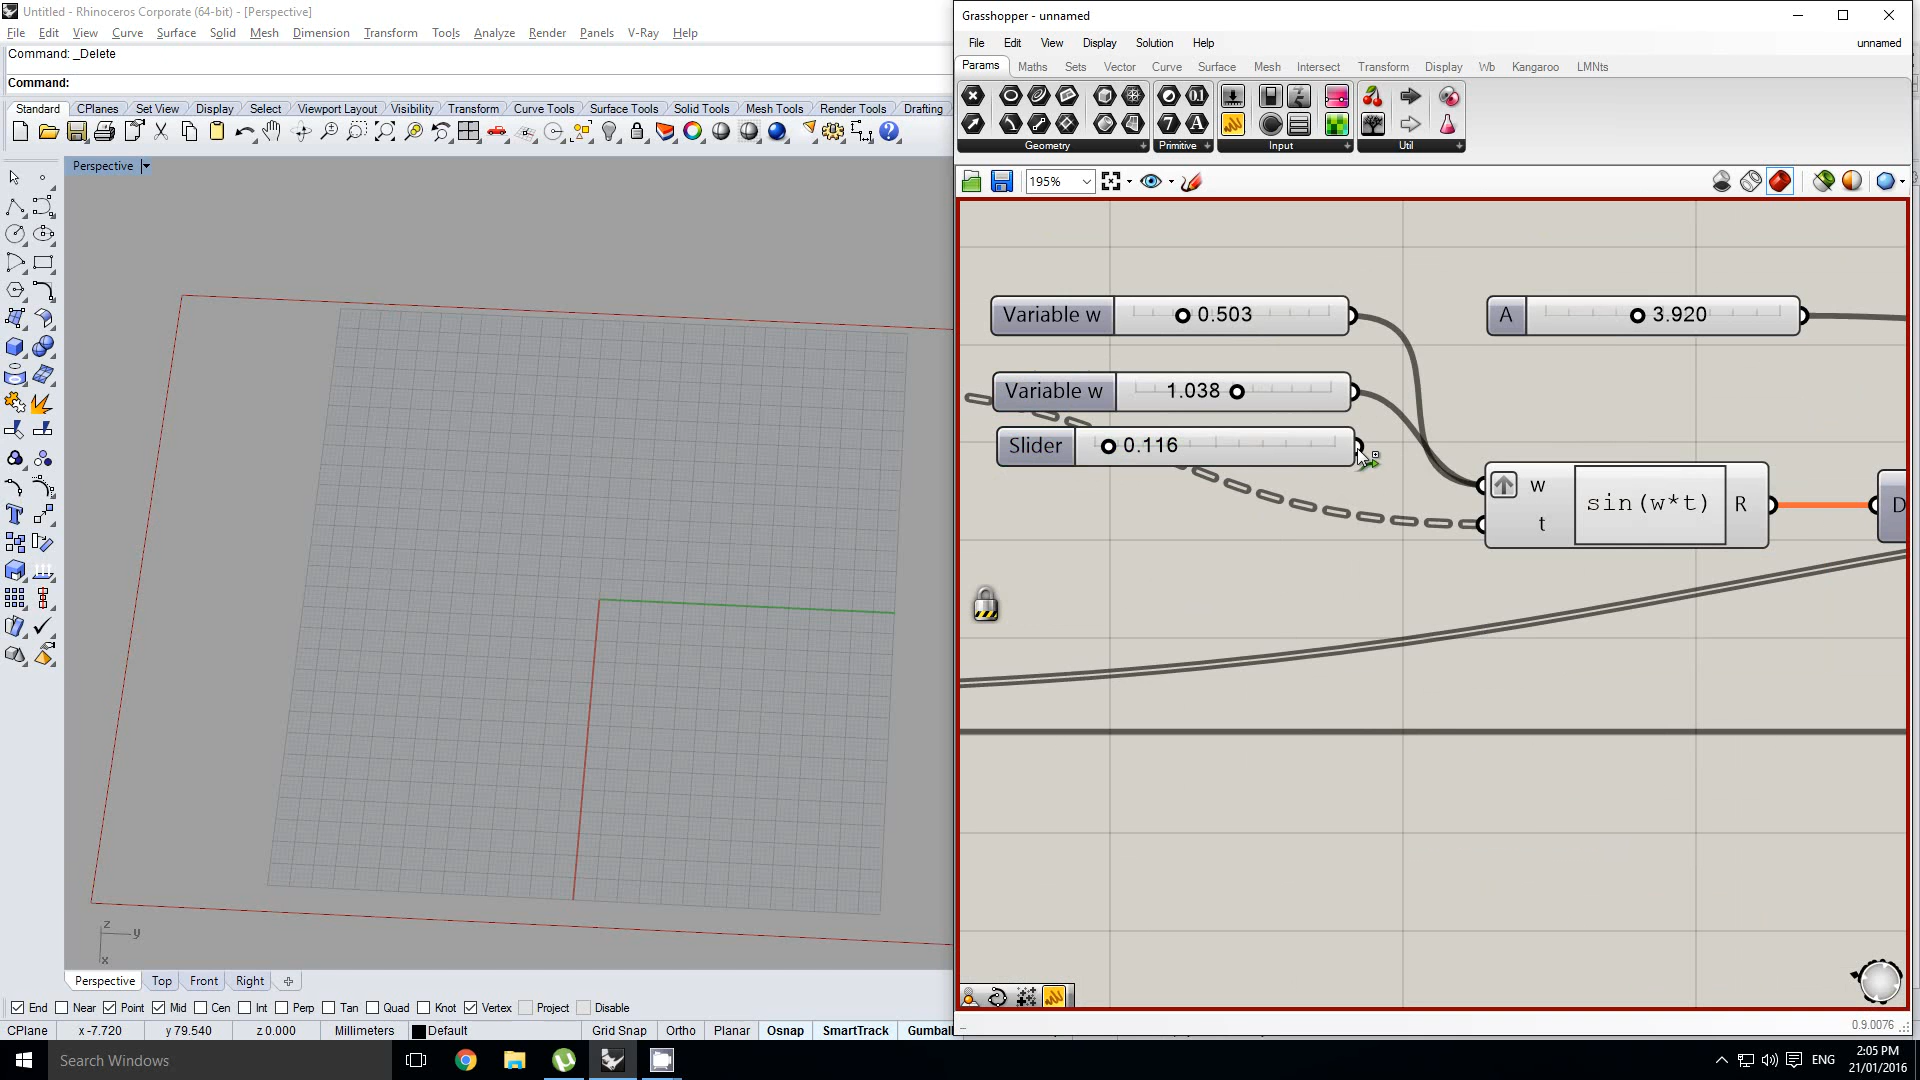 Untitled - Rhinoceros Corporate (64-bit) - [Perspective]
File Edit View Curve Surface Solid Mesh Dimension Transform Tools Analyze Render Panels V-Ray Help
Command: _Delete
Command:
Standard CPlanes Set View Display Select Viewport Layout Visibility Transform Curve Tools Surface Tools Solid Tools Mesh Tools Render Tools Drafting
Perspective
z
y
x
Perspective Top Front Right
End Near Point Mid Cen Int Perp Tan Quad Knot Vertex Project Disable
CPlane x -7.720 y 79.540 z 0.000 Millimeters Default Grid Snap Ortho Planar Osnap SmartTrack Gumbal
Grasshopper - unnamed
File Edit View Display Solution Help unnamed
Params Maths Sets Vector Curve Surface Mesh Intersect Transform Display Wb Kangaroo LMNts
Geometry Primitive Input Util
195%
Variable w 0.503
A 3.920
Variable w 1.038
Slider 0.116
w
t
sin(w*t)
R
D
0.9.0076
Search Windows
ENG
2:05 PM
21/01/2016